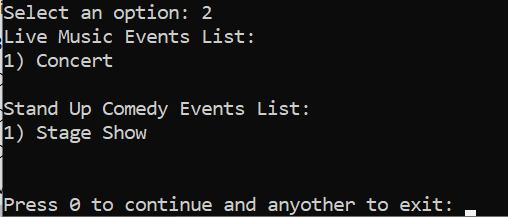 Select an option: 2
Live Music Events List:
1) Concert
Stand Up Comedy Events List:
1) Stage Show
Press 0 to continue and anyother to exit: